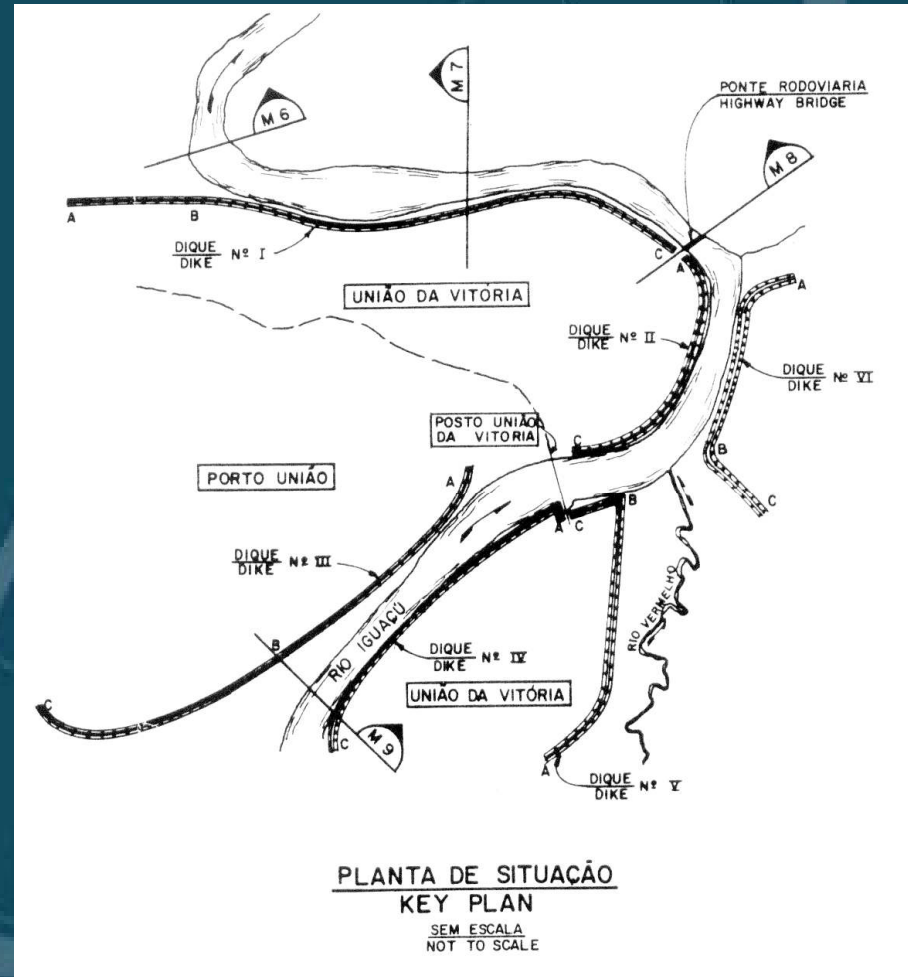 M 7
M 6
PONTE RODOVIARIA
HIGHWAY BRIDGE
M 8
A
B
DIQUE
DIKE Nº I
C
A
A
UNIÃO DA VITÓRIA
DIQUE
DIKE Nº II
DIQUE
DIKE Nº VI
POSTO UNIÃO
DA VITORIA
C
B
PORTO UNIÃO
A
C
A
C
B
DIQUE
DIKE Nº III
RIO VERMELHO
RIO IGUAÇÚ
B
DIQUE
DIKE Nº IV
UNIÃO DA VITÓRIA
C
M 9
C
A
DIQUE
DIKE Nº V
PLANTA DE SITUAÇÃO
KEY PLAN
SEM ESCALA
NOT TO SCALE